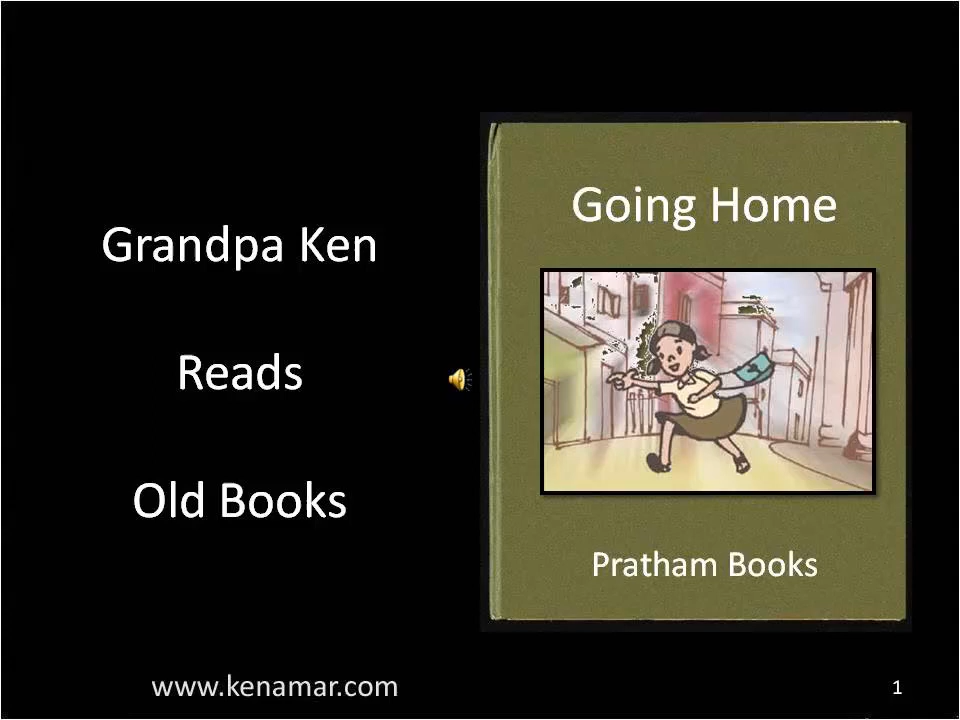 Grandpa Ken
Reads
Old Books
Going Home
Pratham Books
www.kenamar.com
1